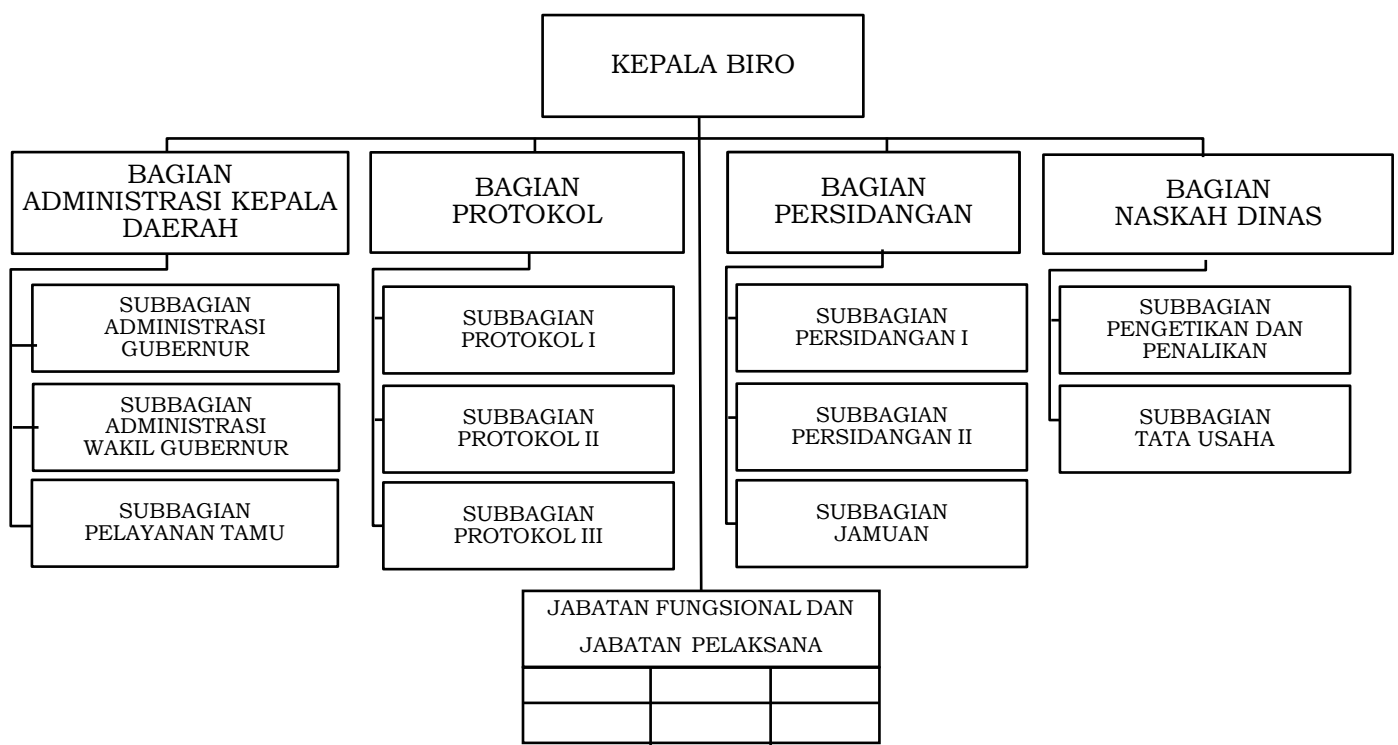 KEPALA BIRO
BAGIAN
ADMINISTRASI KEPALA
DAERAH
BAGIAN
PROTOKOL
BAGIAN
PERSIDANGAN
BAGIAN
NASKAH DINAS
SUBBAGIAN
ADMINISTRASI
GUBERNUR
SUBBAGIAN
ADMINISTRASI
WAKIL GUBERNUR
SUBBAGIAN
PELAYANAN TAMU
SUBBAGIAN
PROTOKOL I
SUBBAGIAN
PROTOKOL II
SUBBAGIAN
PROTOKOL III
SUBBAGIAN
PERSIDANGAN I
SUBBAGIAN
PERSIDANGAN II
SUBBAGIAN
JAMUAN
SUBBAGIAN
PENGETIKAN DAN
PENALIKAN
SUBBAGIAN
TATA USAHA
JABATAN FUNGSIONAL DAN
JABATAN PELAKSANA